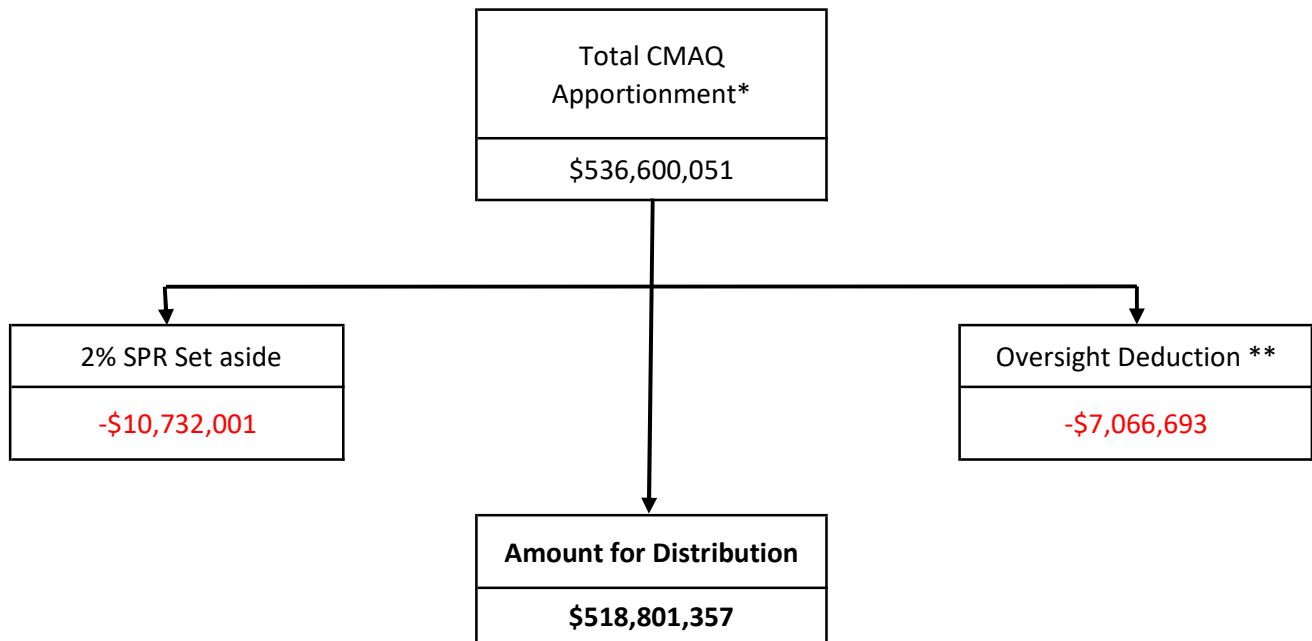 Total CMAQ
Apportionment*
$536,600,051
2% SPR Set aside
-$10,732,001
Oversight Deduction **
-$7,066,693
Amount for Distribution
$518,801,357